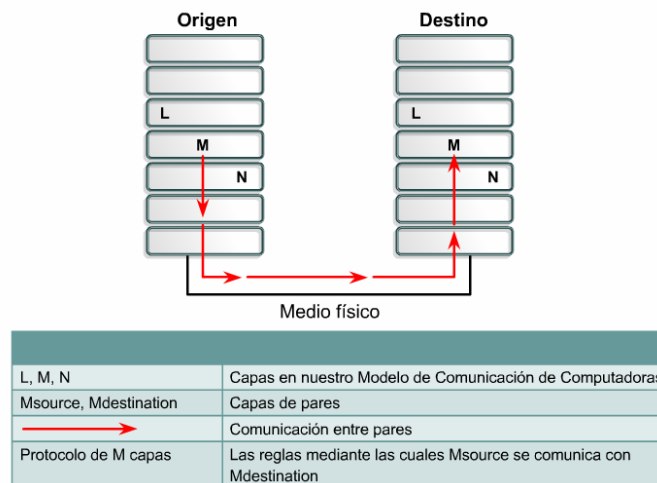 Origen Destino
L L
M M
N N
Medio físico
L, M, N Capas en nuestro Modelo de Comunicación de Computadoras
Msource, Mdestination Capas de pares
Comunicación entre pares
Protocolo de M capas Las reglas mediante las cuales Msource se comunica con
Mdestination